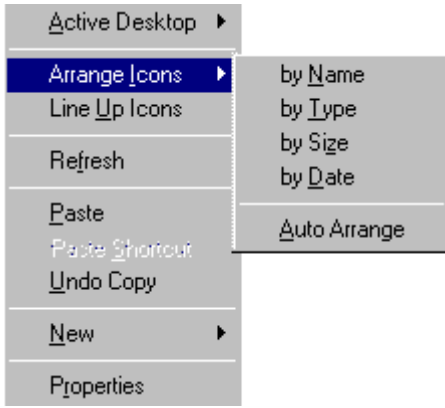 Active Desktop
Arrange Icons
Line Up Icons
Refresh
Paste
Paste Shortcut
Undo Copy
New
Properties
by Name
by Type
by Size
by Date
Auto Arrange